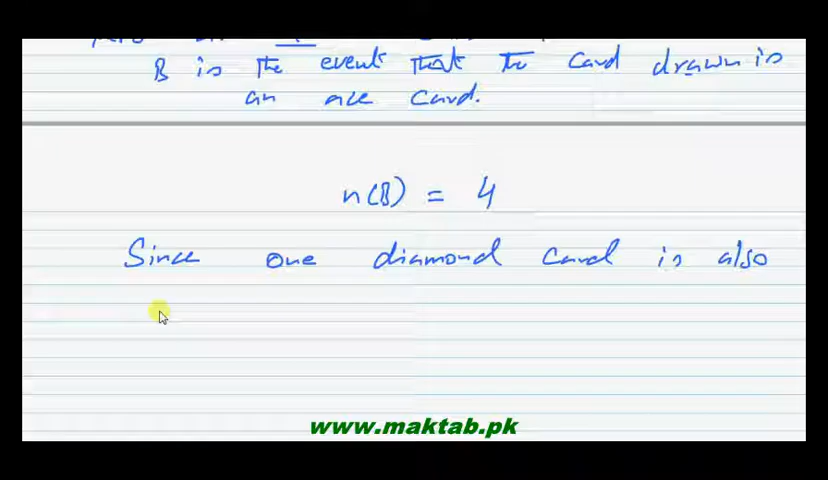 B is the event that the card drawn is
an ace card.
n(B) = 4
Since one diamond card is also
www.maktab.pk